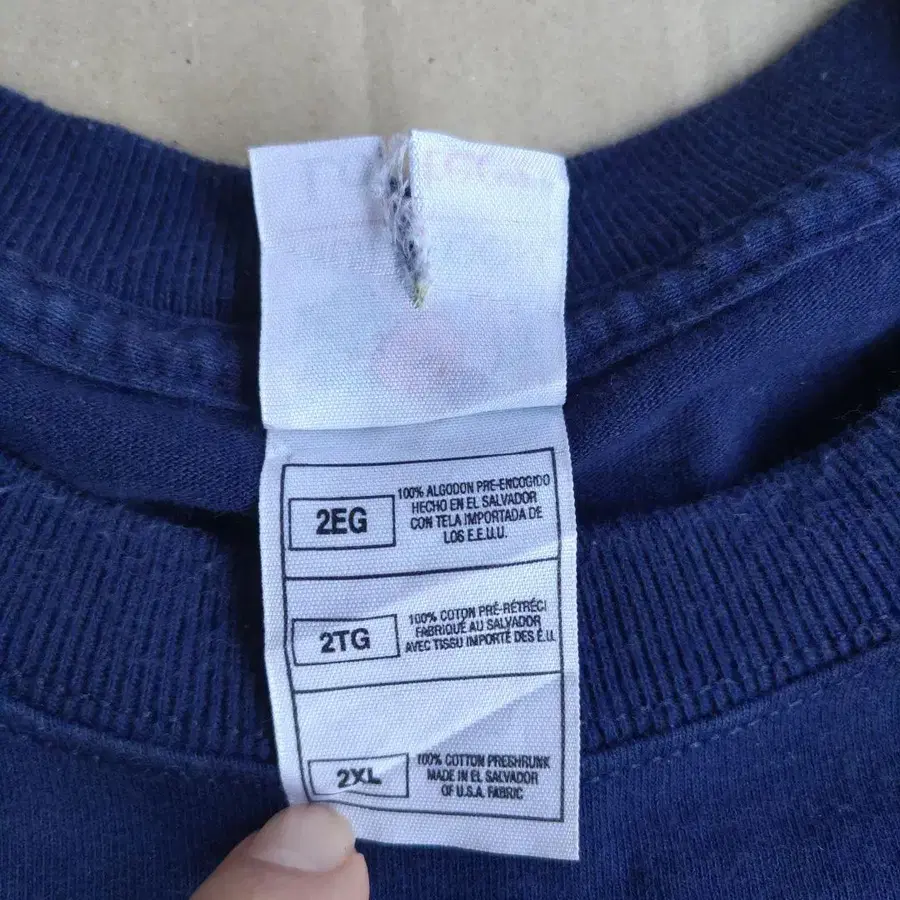 2EG
100% ALGODON PRE-ENCOGIDO
HECHO EN EL SALVADOR
CON TELA IMPORTADA DE
LOS E.E.U.U.
2TG
100% COTON PRÉ-RÉTRÉCI
FABRIQUÉ AU SALVADOR
AVEC TISSU IMPORTÉ DES É.U.
2XL
100% COTTON PRESHRUNK
MADE IN EL SALVADOR
OF U.S.A. FABRIC